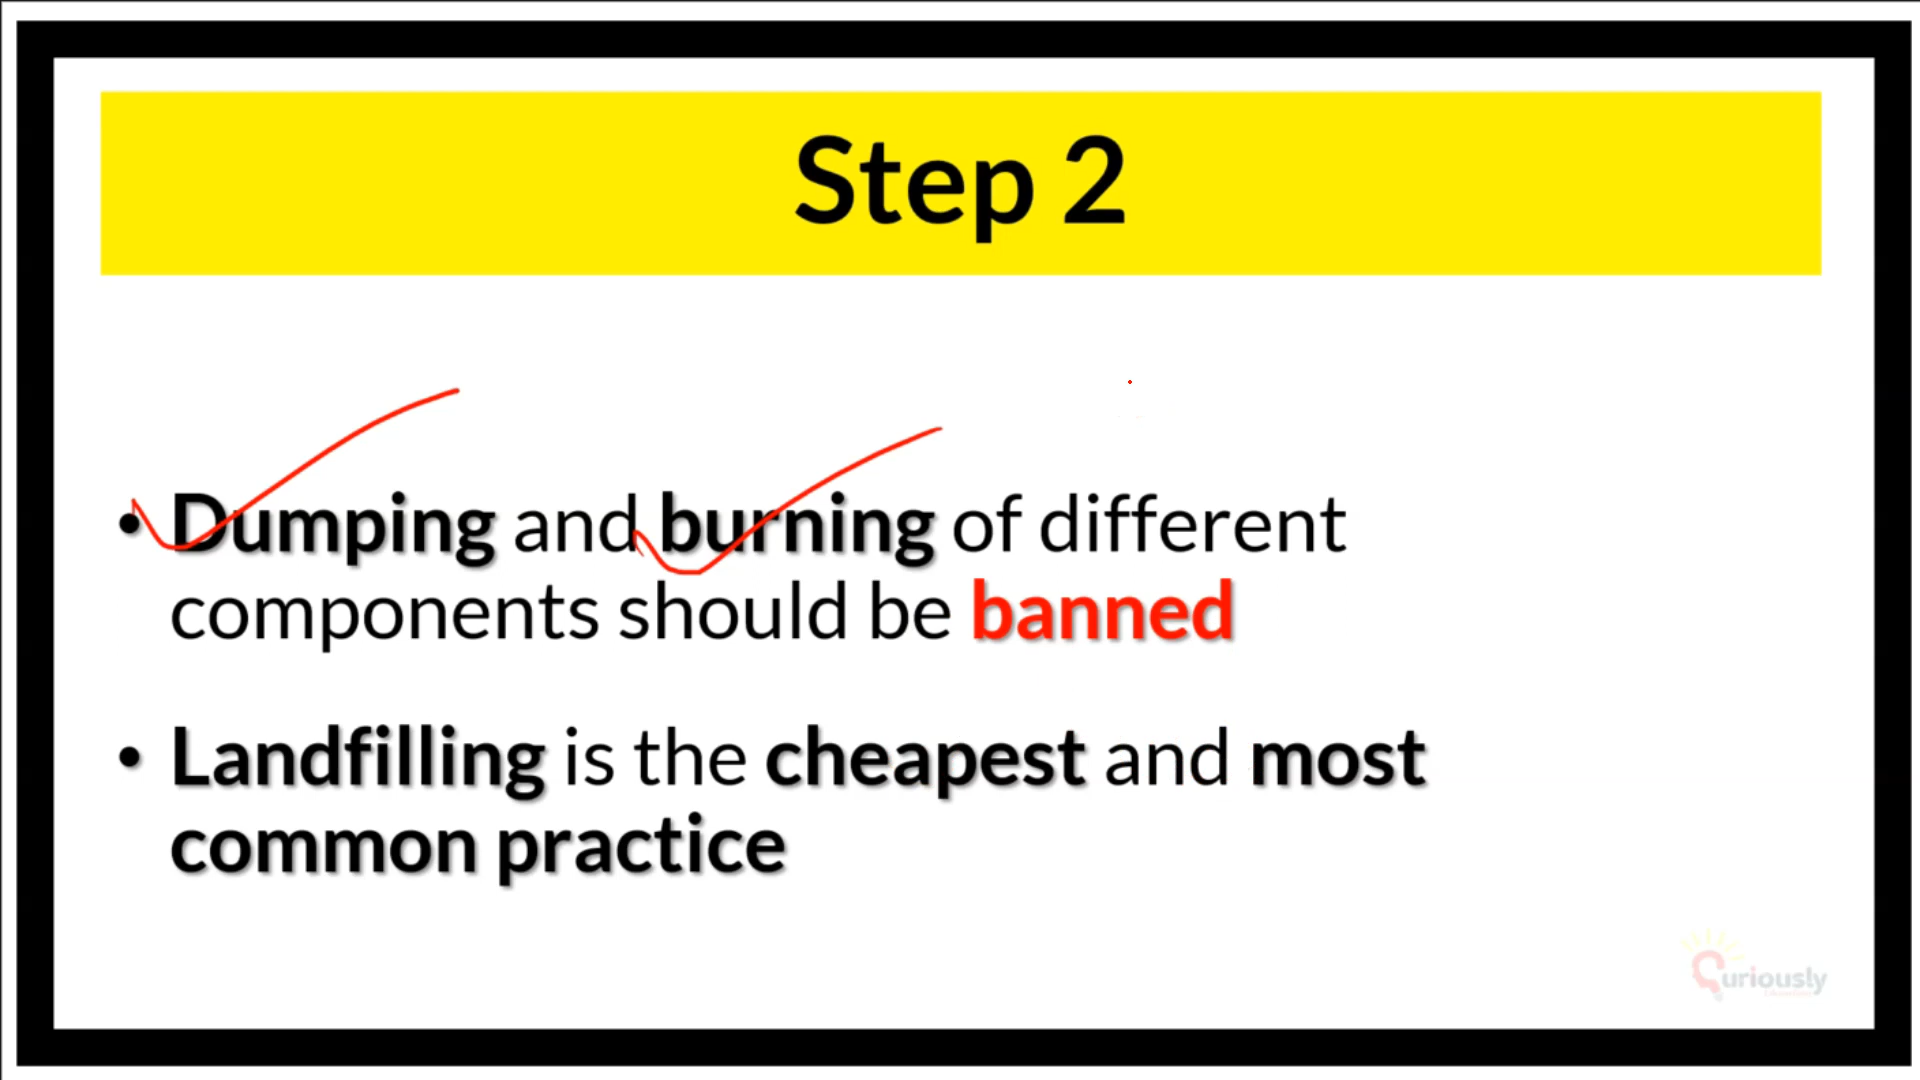 Step 2
• Dumping and burning of different
components should be banned
• Landfilling is the cheapest and most
common practice
Curiously